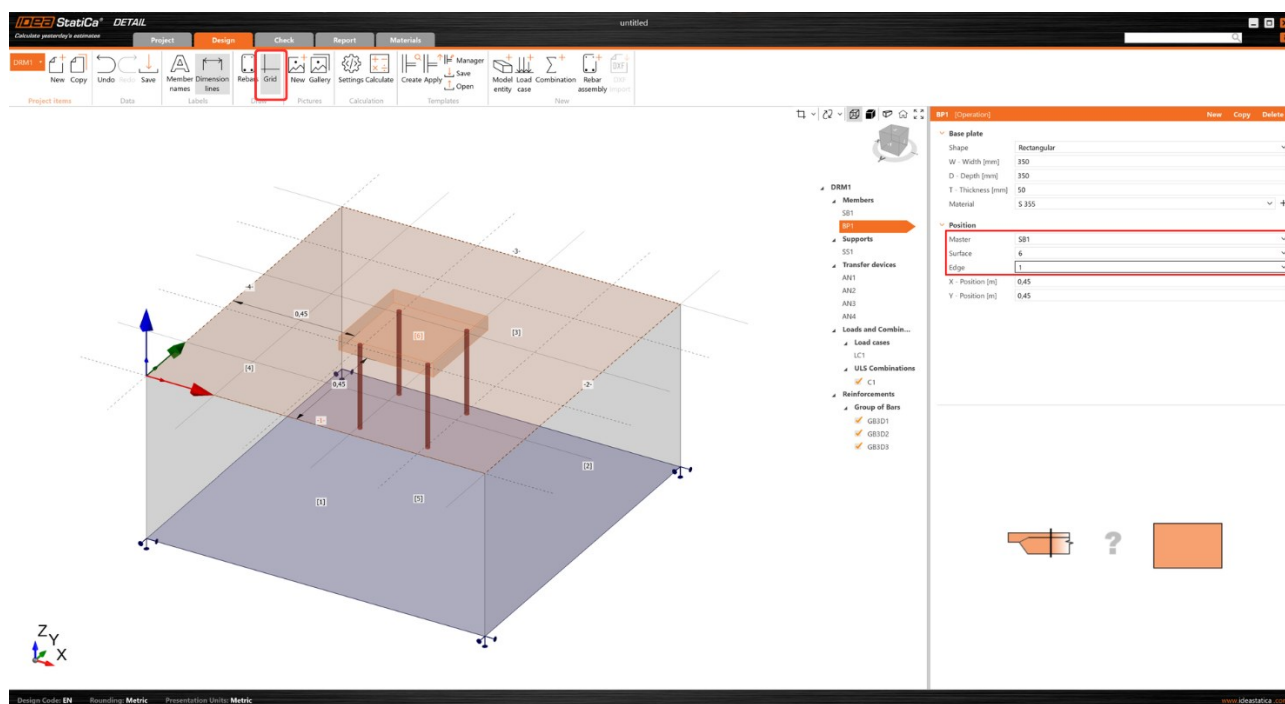 IDEA StatiCa® DETAIL
Calculate yesterday's estimates
untitled
Project Design Check Report Materials
DRM1
New Copy Undo Redo Save Member names Dimension lines Rebars Grid New Gallery Settings Calculate Create Apply Manager Save Open Model entity Load case Combination Rebar assembly DXF import
Project items Data Labels Draw Pictures Calculation Templates New
BP1 [Operation] New Copy Delete
Base plate
Shape Rectangular
W - Width [mm] 350
D - Depth [mm] 350
T - Thickness [mm] 50
Material S 355
Position
Master SB1
Surface 6
Edge 1
X - Position [m] 0,45
Y - Position [m] 0,45
DRM1
Members
SB1
BP1
Supports
SS1
Transfer devices
AN1
AN2
AN3
AN4
Loads and Combin...
Load cases
LC1
ULS Combinations
C1
Reinforcements
Group of Bars
GB3D1
GB3D2
GB3D3
-3-
-4-
0,45
[6]
[3]
[4]
0,45
-2-
-1-
[2]
[1]
[5]
?
Z
Y
X
Design Code: EN Rounding: Metric Presentation Units: Metric
www.ideastatica.com